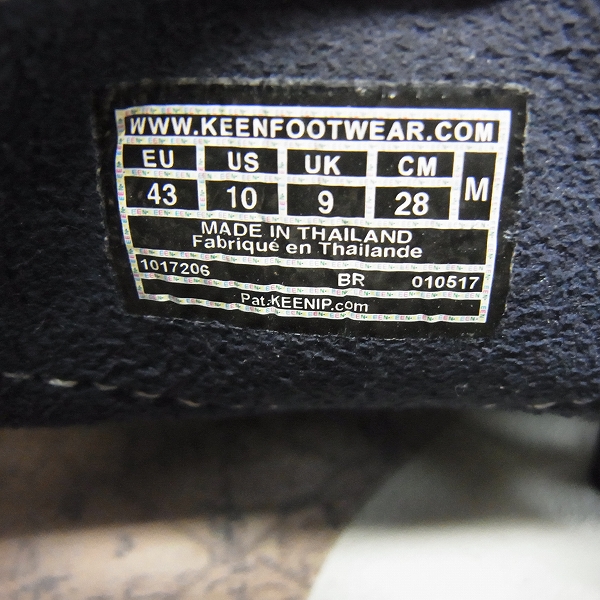 WWW.KEENFOOTWEAR.COM
EU US UK CM M
43 10 9 28
MADE IN THAILAND
Fabriqué en Thaïlande
1017206 BR 010517
Pat.KEENIP.com